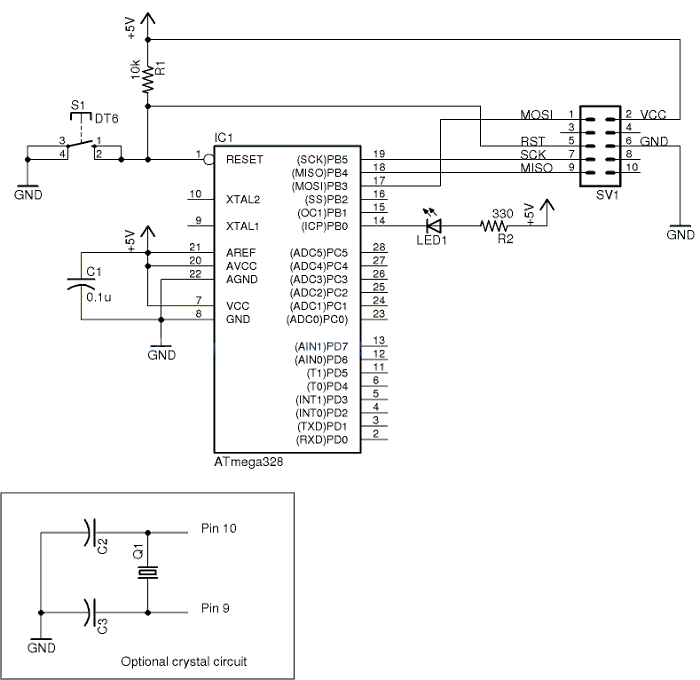 +5V
10k
R1
S1
DT6
3 1
4 2
GND
IC1
1 RESET (SCK)PB5 19
(MISO)PB4 18
(MOSI)PB3 17
10 XTAL2 (SS)PB2 16
(OC1)PB1 15
9 XTAL1 (ICP)PB0 14
MOSI 1 2 VCC
3 4
RST 5 6 GND
SCK 7 8
MISO 9 10
SV1
GND
LED1
330
R2
+5V
+5V
C1
0.1u
21 AREF (ADC5)PC5 28
20 AVCC (ADC4)PC4 27
22 AGND (ADC3)PC3 26
(ADC2)PC2 25
7 VCC (ADC1)PC1 24
8 GND (ADC0)PC0) 23
GND
(AIN1)PD7 13
(AIN0)PD6 12
(T1)PD5 11
(T0)PD4 6
(INT1)PD3 5
(INT0)PD2 4
(TXD)PD1 3
(RXD)PD0 2
ATmega328
C2
Q1
Pin 10
C3
Pin 9
GND
Optional crystal circuit